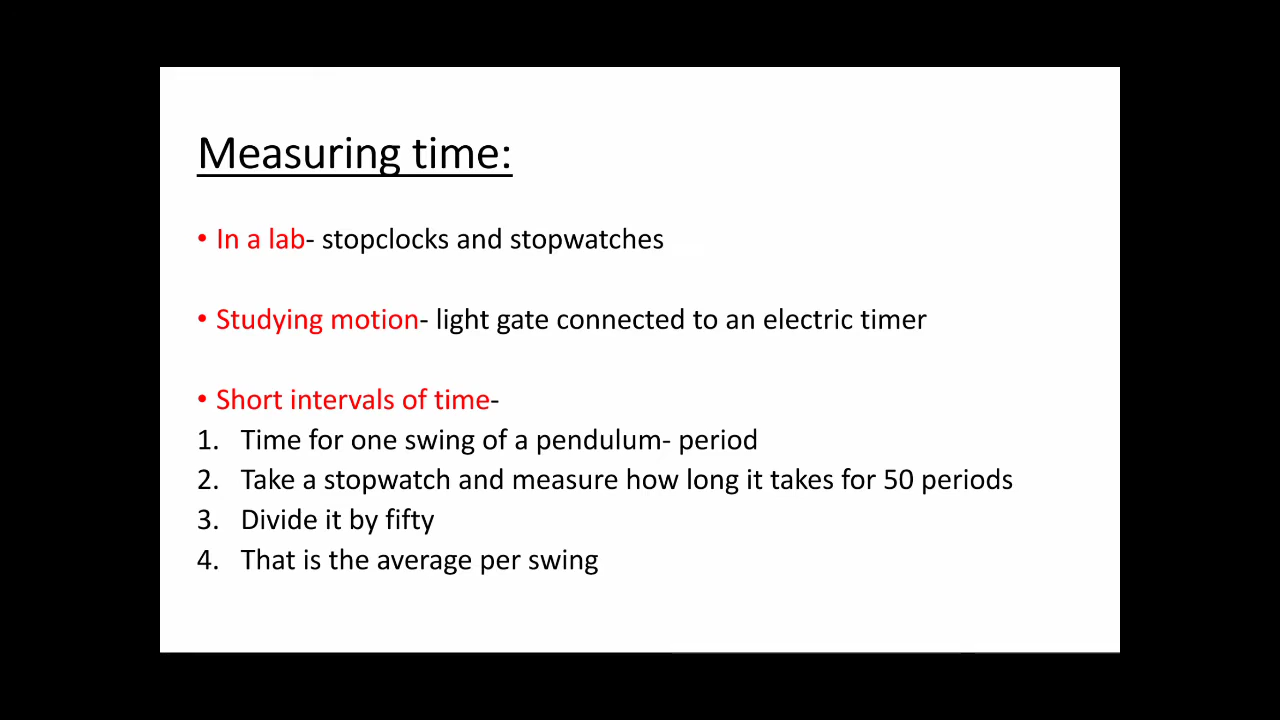 Measuring time:
• In a lab- stopclocks and stopwatches
• Studying motion- light gate connected to an electric timer
• Short intervals of time-
1. Time for one swing of a pendulum- period
2. Take a stopwatch and measure how long it takes for 50 periods
3. Divide it by fifty
4. That is the average per swing